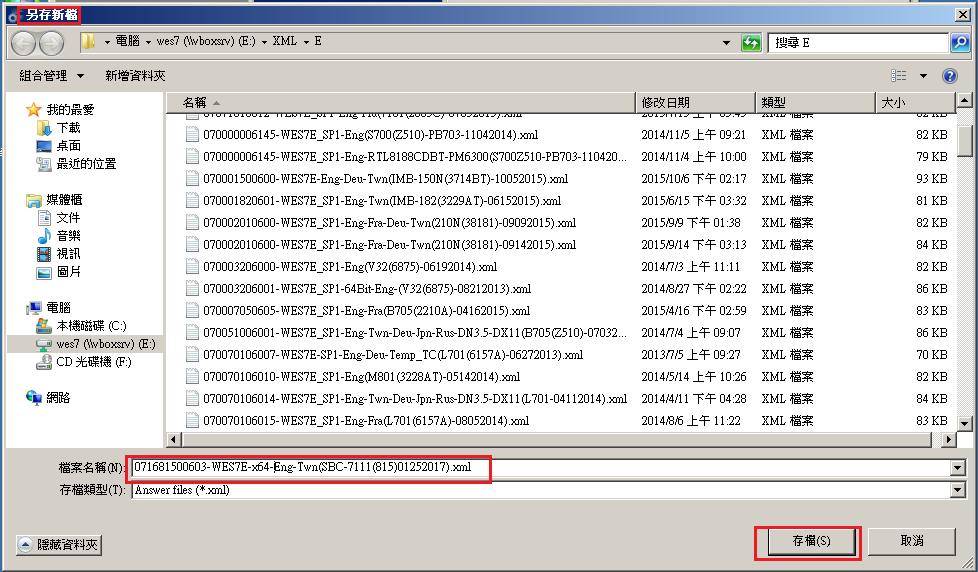 另存新檔
電腦 wes7 (\\vboxsrv) (E:) XML E
搜尋 E
組合管理 新增資料夾
我的最愛
下載
桌面
最近的位置
媒體櫃
文件
音樂
視訊
圖片
電腦
本機磁碟 (C:)
wes7 (\\vboxsrv) (E:)
CD 光碟機 (F:)
網路
名稱 修改日期 類型 大小
070000006145-WES7E_SP1-Eng(S700(Z510)-PB703-11042014).xml 2014/11/5 上午 09:21 XML 檔案 82 KB
070000006145-WES7E_SP1-Eng-RTL8188CDBT-PM6300(S700Z510-PB703-110420... 2014/11/4 上午 10:00 XML 檔案 79 KB
070001500600-WES7E-Eng-Deu-Twn(IMB-150N(3714BT)-10052015).xml 2015/10/6 下午 02:17 XML 檔案 93 KB
070001820601-WES7E_SP1-Eng-Twn(IMB-182(3229AT)-06152015).xml 2015/6/15 下午 03:32 XML 檔案 81 KB
070002010600-WES7E_SP1-Eng-Fra-Deu-Twn(210N(38181)-09092015).xml 2015/9/9 下午 01:38 XML 檔案 82 KB
070002010600-WES7E_SP1-Eng-Fra-Deu-Twn(210N(38181)-09142015).xml 2015/9/14 下午 03:13 XML 檔案 84 KB
070003206000-WES7E_SP1-Eng(V32(6875)-06192014).xml 2014/7/3 上午 11:11 XML 檔案 82 KB
070003206001-WES7E_SP1-64Bit-Eng-(V32(6875)-08212013).xml 2014/8/27 下午 02:22 XML 檔案 86 KB
070007050605-WES7E_SP1-Eng-Fra(B705(2210A)-04162015).xml 2015/4/16 下午 02:59 XML 檔案 83 KB
070051006001-WES7E_SP1-Eng-Twn-Deu-Jpn-Rus-DN3.5-DX11(B705(Z510)-07032... 2014/7/4 上午 09:07 XML 檔案 86 KB
070070106007-WES7E-SP1-Eng-Deu-Temp_TC(L701(6157A)-06272013).xml 2013/7/5 上午 09:27 XML 檔案 70 KB
070070106010-WES7E_SP1-Eng(M801(3228AT)-05142014).xml 2014/5/14 上午 10:26 XML 檔案 82 KB
070070106014-WES7E_SP1-Eng-Twn-Deu-Jpn-Rus-DN3.5-DX11(L701-04112014).xml 2014/4/11 下午 04:28 XML 檔案 84 KB
070070106015-WES7E_SP1-Eng-Fra(L701(6157A)-08052014).xml 2014/8/6 上午 11:22 XML 檔案 82 KB
檔案名稱(N): 071681500603-WES7E-x64-Eng-Twn(SBC-7111(815)01252017).xml
存檔類型(T): Answer files (*.xml)
隱藏資料夾 存檔(S) 取消